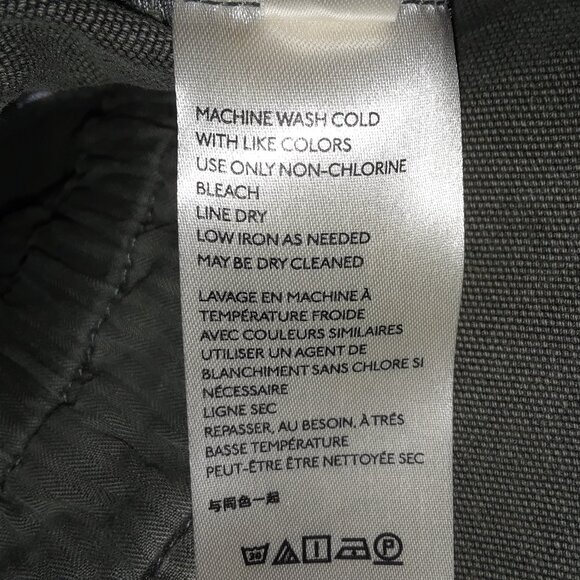 MACHINE WASH COLD
WITH LIKE COLORS
USE ONLY NON-CHLORINE
BLEACH
LINE DRY
LOW IRON AS NEEDED
MAY BE DRY CLEANED
LAVAGE EN MACHINE À
TEMPÉRATURE FROIDE
AVEC COULEURS SIMILAIRES
UTILISER UN AGENT DE
BLANCHIMENT SANS CHLORE SI
NÉCESSAIRE
LIGNE SEC
REPASSER, AU BESOIN, À TRÉS
BASSE TEMPÉRATURE
PEUT-ÊTRE ÊTRE NETTOYÉE SEC
与同色一起
30 P